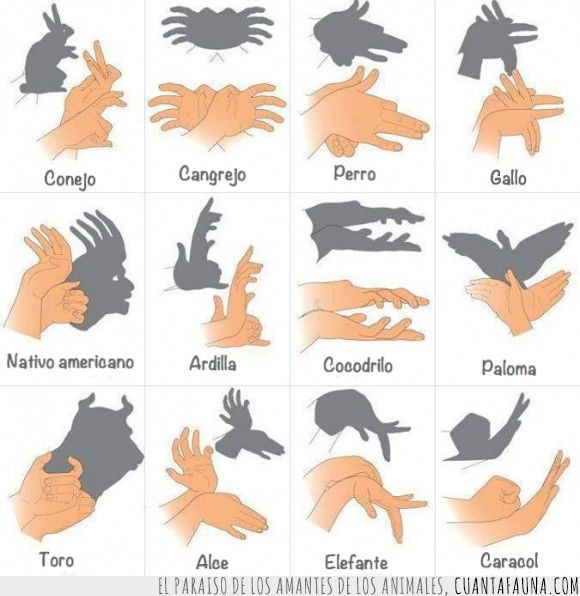 Conejo
Cangrejo
Perro
Gallo
Nativo americano
Ardilla
Cocodrilo
Paloma
Toro
Alce
Elefante
Caracol
EL PARAISO DE LOS AMANTES DE LOS ANIMALES, CUANTAFAUNA.COM